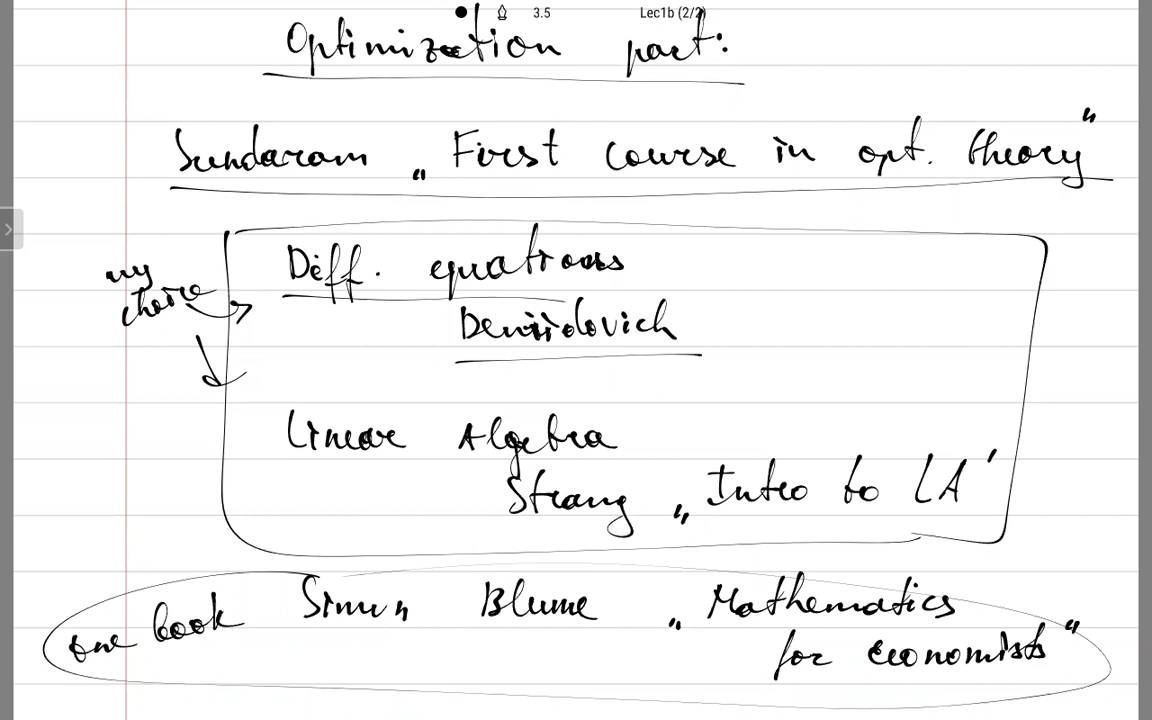 3.5 Lec1b (2/2)
Optimization part:
Sundaram „First course in opt. theory"
Diff. equations
my choice
Demidovich
Linear Algebra
Strang „Intro to LA"
one book Simon Blume „Mathematics
for economists"